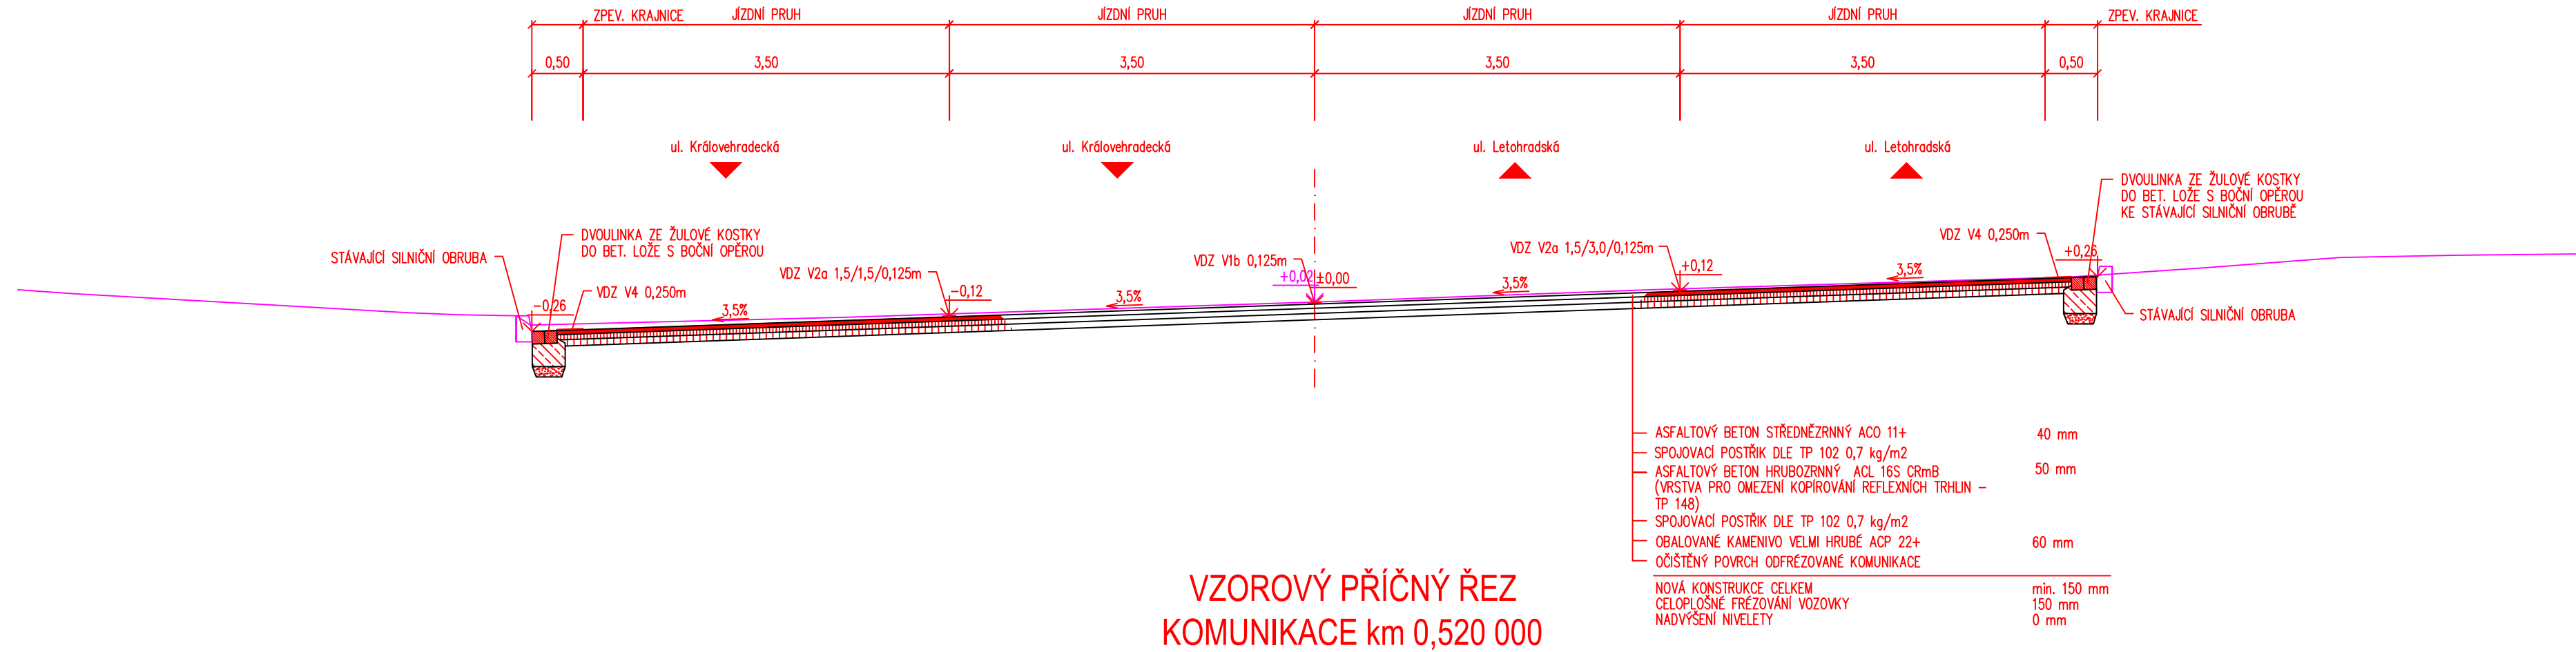 ZPEV. KRAJNICE JÍZDNÍ PRUH JÍZDNÍ PRUH JÍZDNÍ PRUH JÍZDNÍ PRUH ZPEV. KRAJNICE
0,50 3,50 3,50 3,50 3,50 0,50
ul. Královehradecká ul. Královehradecká ul. Letohradská ul. Letohradská
STÁVAJÍCÍ SILNIČNÍ OBRUBA
DVOULINKA ZE ŽULOVÉ KOSTKY
DO BET. LOŽE S BOČNÍ OPĚROU
VDZ V4 0,250m
-0,26
3,5%
VDZ V2a 1,5/1,5/0,125m
-0,12
3,5%
VDZ V1b 0,125m
+0,02
±0,00
3,5%
VDZ V2a 1,5/3,0/0,125m
+0,12
3,5%
VDZ V4 0,250m
+0,26
DVOULINKA ZE ŽULOVÉ KOSTKY
DO BET. LOŽE S BOČNÍ OPĚROU
KE STÁVAJÍCÍ SILNIČNÍ OBRUBĚ
STÁVAJÍCÍ SILNIČNÍ OBRUBA
ASFALTOVÝ BETON STŘEDNĚZRNNÝ ACO 11+ 40 mm
SPOJOVACÍ POSTŘIK DLE TP 102 0,7 kg/m2
ASFALTOVÝ BETON HRUBOZRNNÝ ACL 16S CRmB 50 mm
(VRSTVA PRO OMEZENÍ KOPÍROVÁNÍ REFLEXNÍCH TRHLIN -
TP 148)
SPOJOVACÍ POSTŘIK DLE TP 102 0,7 kg/m2
OBALOVANÉ KAMENIVO VELMI HRUBÉ ACP 22+ 60 mm
OČIŠTĚNÝ POVRCH ODFRÉZOVANÉ KOMUNIKACE
NOVÁ KONSTRUKCE CELKEM min. 150 mm
CELOPLOŠNÉ FRÉZOVÁNÍ VOZOVKY 150 mm
NADVÝŠENÍ NIVELETY 0 mm
VZOROVÝ PŘÍČNÝ ŘEZ
KOMUNIKACE km 0,520 000